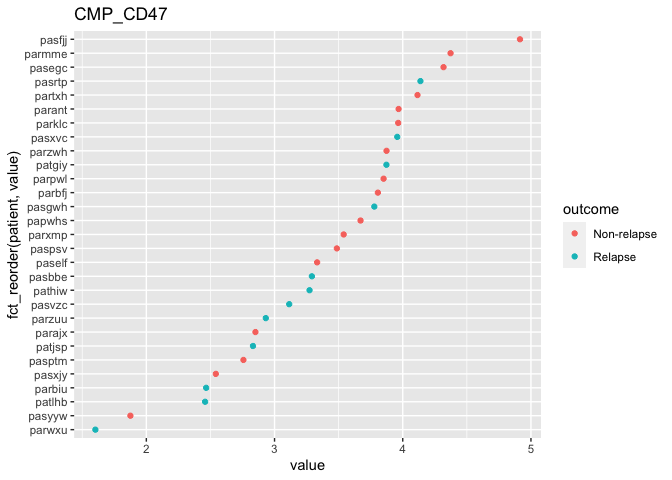 CMP_CD47
fct_reorder(patient, value)
pasfjj
parmme
pasegc
pasrtp
partxh
parant
parklc
pasxvc
parzwh
patgiy
parpwl
parbfj
pasgwh
papwhs
parxmp
paspsv
paself
pasbbe
pathiw
pasvzc
parzuu
parajx
patjsp
pasptm
pasxjy
parbiu
patlhb
pasyyw
parwxu
2 3 4 5
value
outcome
Non-relapse
Relapse